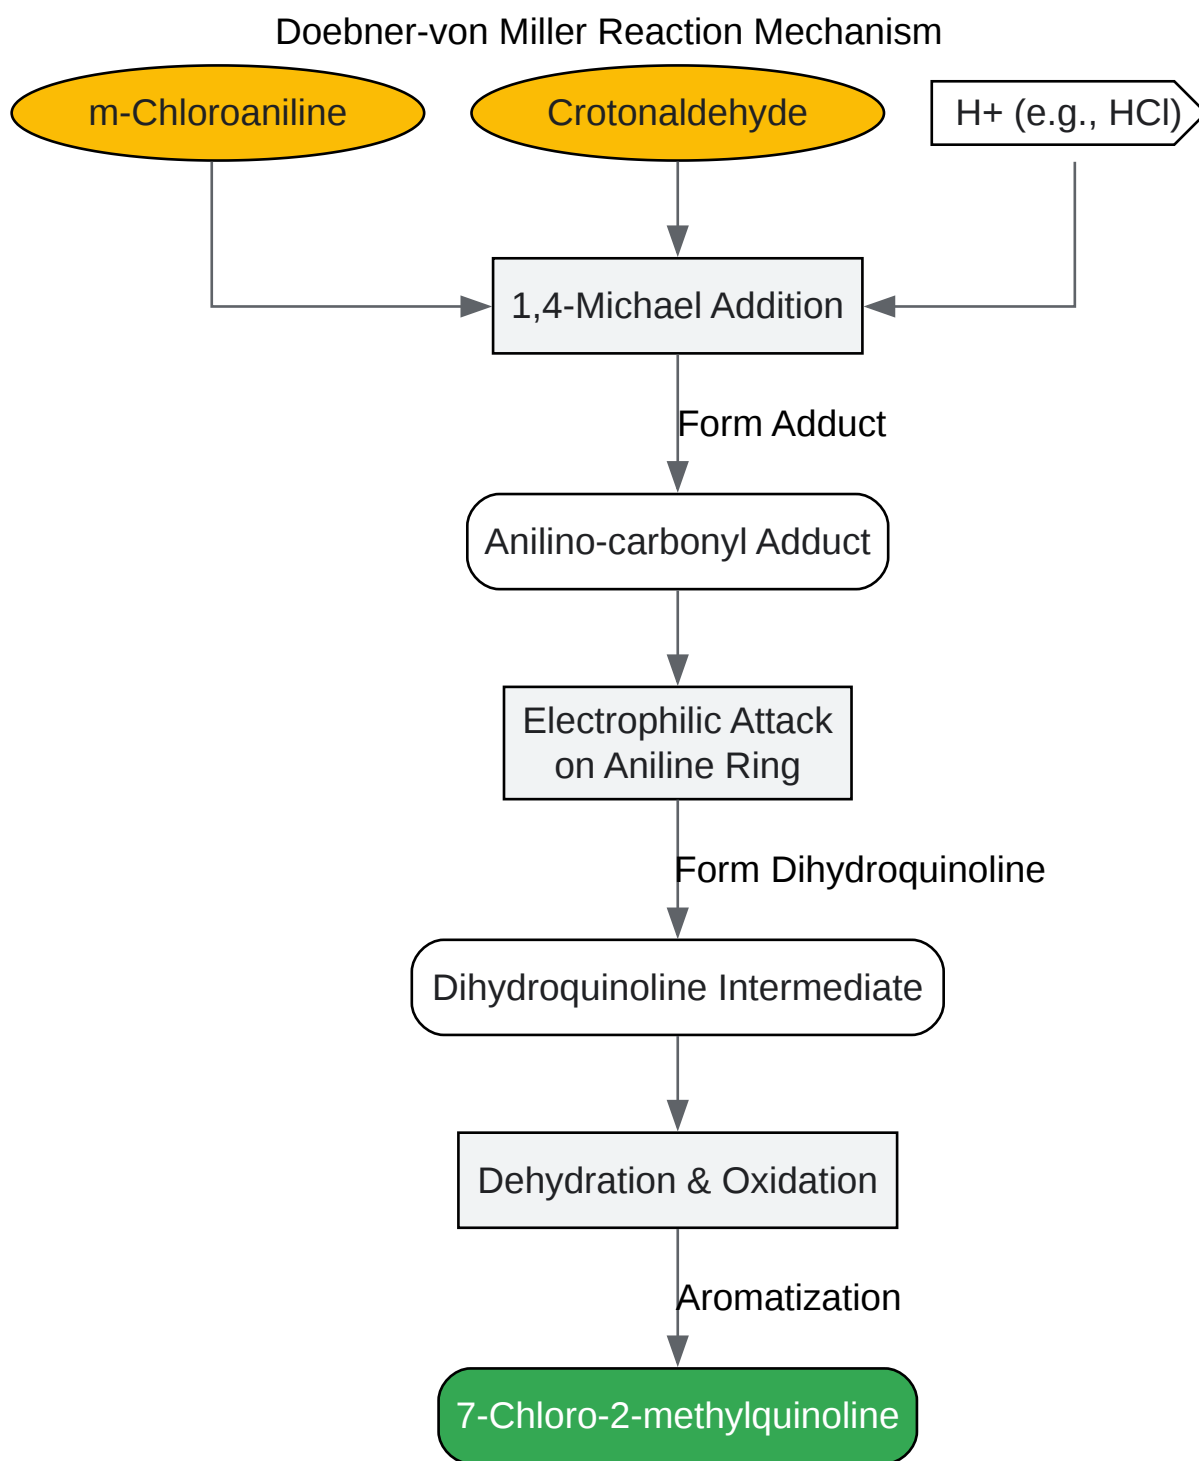 Doebner-von Miller Reaction Mechanism
m-Chloroaniline
Crotonaldehyde
H+ (e.g., HCl)
1,4-Michael Addition
Form Adduct
Anilino-carbonyl Adduct
Electrophilic Attack
on Aniline Ring
Form Dihydroquinoline
Dihydroquinoline Intermediate
Dehydration & Oxidation
Aromatization
7-Chloro-2-methylquinoline